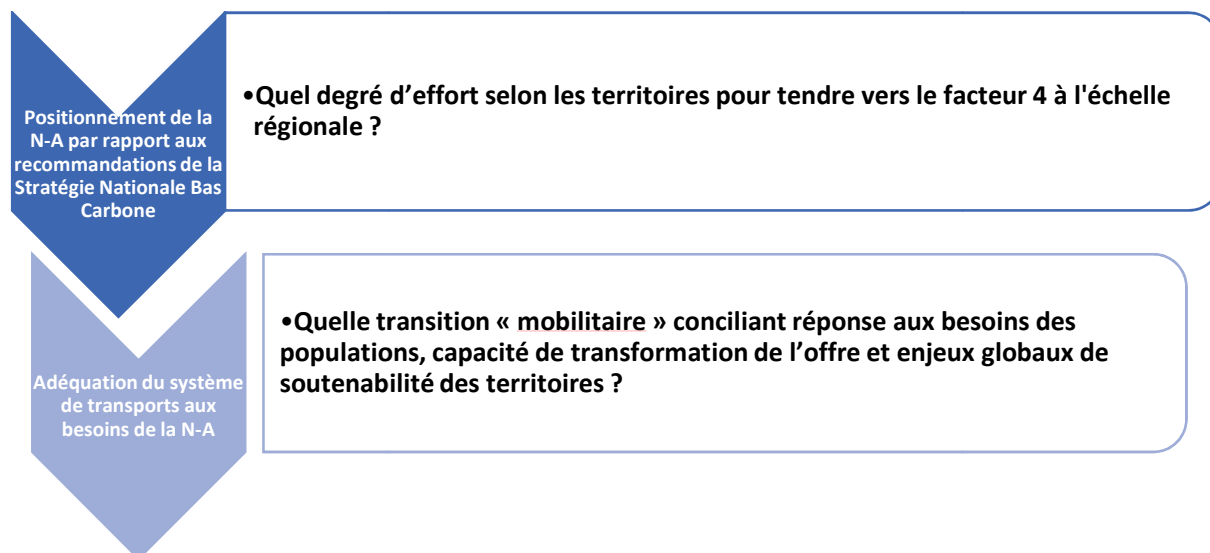 Positionnement de la
N-A par rapport aux
recommandations de la
Stratégie Nationale Bas
Carbone
•Quel degré d’effort selon les territoires pour tendre vers le facteur 4 à l'échelle
régionale ?
Adéquation du système
de transports aux
besoins de la N-A
•Quelle transition « mobilitaire » conciliant réponse aux besoins des
populations, capacité de transformation de l’offre et enjeux globaux de
soutenabilité des territoires ?